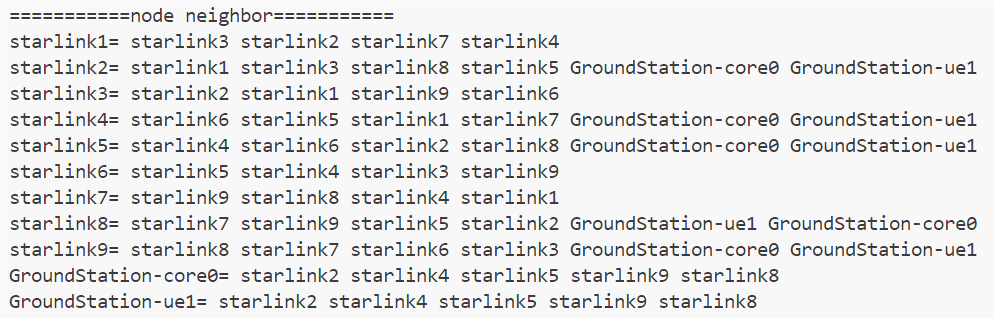 ===========node neighbor===========
starlink1= starlink3 starlink2 starlink7 starlink4
starlink2= starlink1 starlink3 starlink8 starlink5 GroundStation-core0 GroundStation-ue1
starlink3= starlink2 starlink1 starlink9 starlink6
starlink4= starlink6 starlink5 starlink1 starlink7 GroundStation-core0 GroundStation-ue1
starlink5= starlink4 starlink6 starlink2 starlink8 GroundStation-core0 GroundStation-ue1
starlink6= starlink5 starlink4 starlink3 starlink9
starlink7= starlink9 starlink8 starlink4 starlink1
starlink8= starlink7 starlink9 starlink5 starlink2 GroundStation-ue1 GroundStation-core0
starlink9= starlink8 starlink7 starlink6 starlink3 GroundStation-core0 GroundStation-ue1
GroundStation-core0= starlink2 starlink4 starlink5 starlink9 starlink8
GroundStation-ue1= starlink2 starlink4 starlink5 starlink9 starlink8